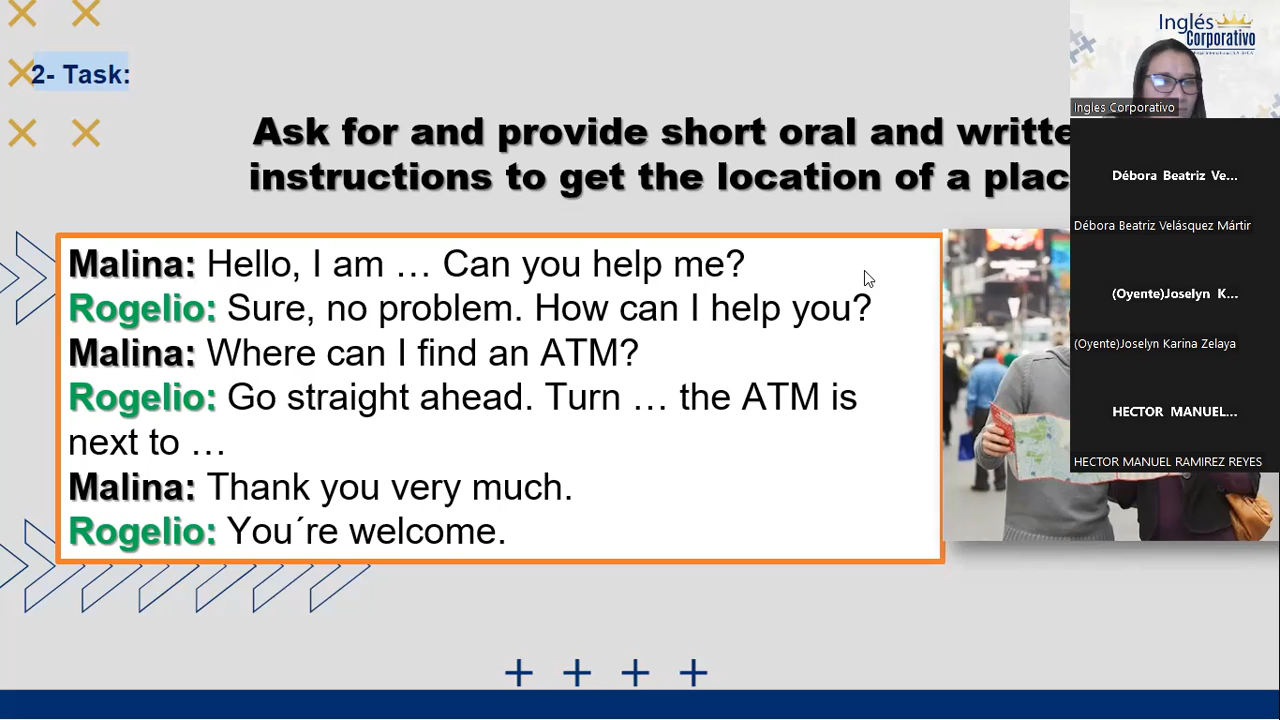 2- Task:
Ask for and provide short oral and writte
instructions to get the location of a plac
Malina: Hello, I am … Can you help me?
Rogelio: Sure, no problem. How can I help you?
Malina: Where can I find an ATM?
Rogelio: Go straight ahead. Turn … the ATM is
next to …
Malina: Thank you very much.
Rogelio: You´re welcome.
Inglés
Corporativo
Ingles Corporativo
Débora Beatriz Ve...
Débora Beatriz Velásquez Mártir
(Oyente)Joselyn K...
(Oyente)Joselyn Karina Zelaya
HECTOR MANUEL...
HECTOR MANUEL RAMIREZ REYES